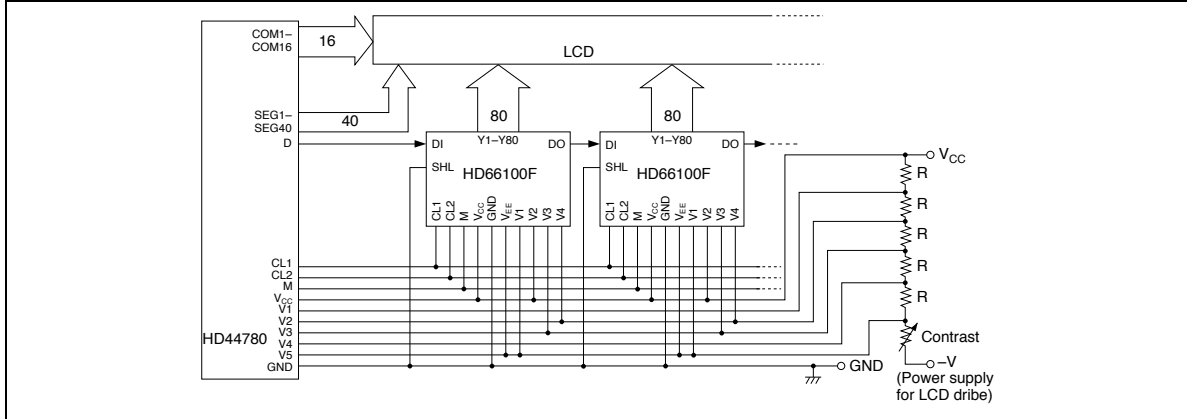 COM1–
COM16
16
LCD
SEG1–
SEG40
40
80
80
D
DI
Y1–Y80
DO
DI
Y1–Y80
DO
SHL
HD66100F
SHL
HD66100F
CL1
CL2
M
VCC
GND
VEE
V1
V2
V3
V4
CL1
CL2
M
VCC
GND
VEE
V1
V2
V3
V4
VCC
R
R
R
R
R
Contrast
–V
(Power supply
for LCD dribe)
CL1
CL2
M
VCC
V1
V2
V3
HD44780
V4
V5
GND
GND